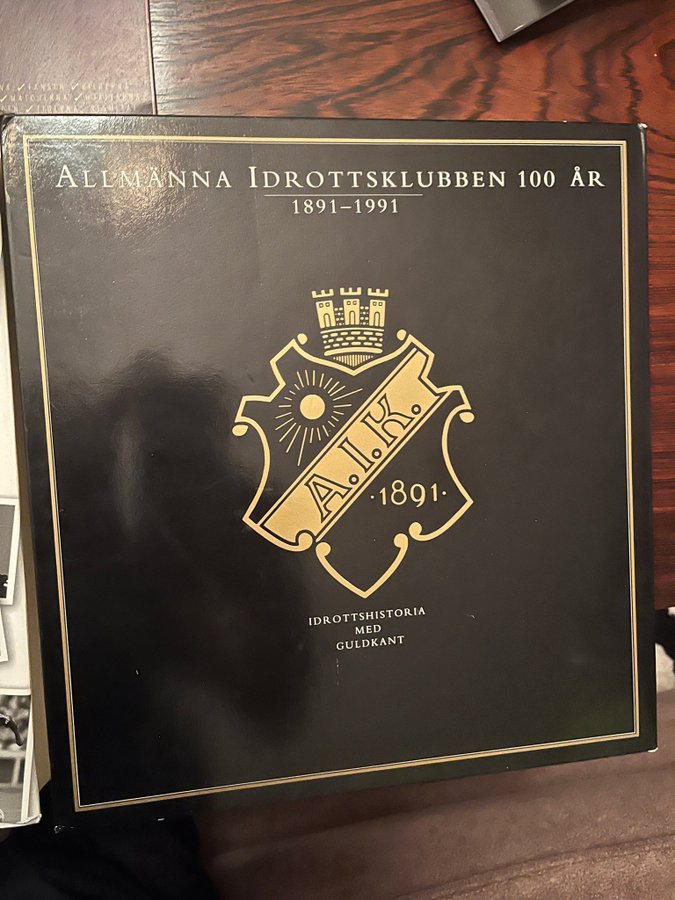 ALLMÄNNA IDROTTSKLUBBEN 100 ÅR
1891–1991
A.I.K.
·1891·
IDROTTSHISTORIA
MED
GULDKANT